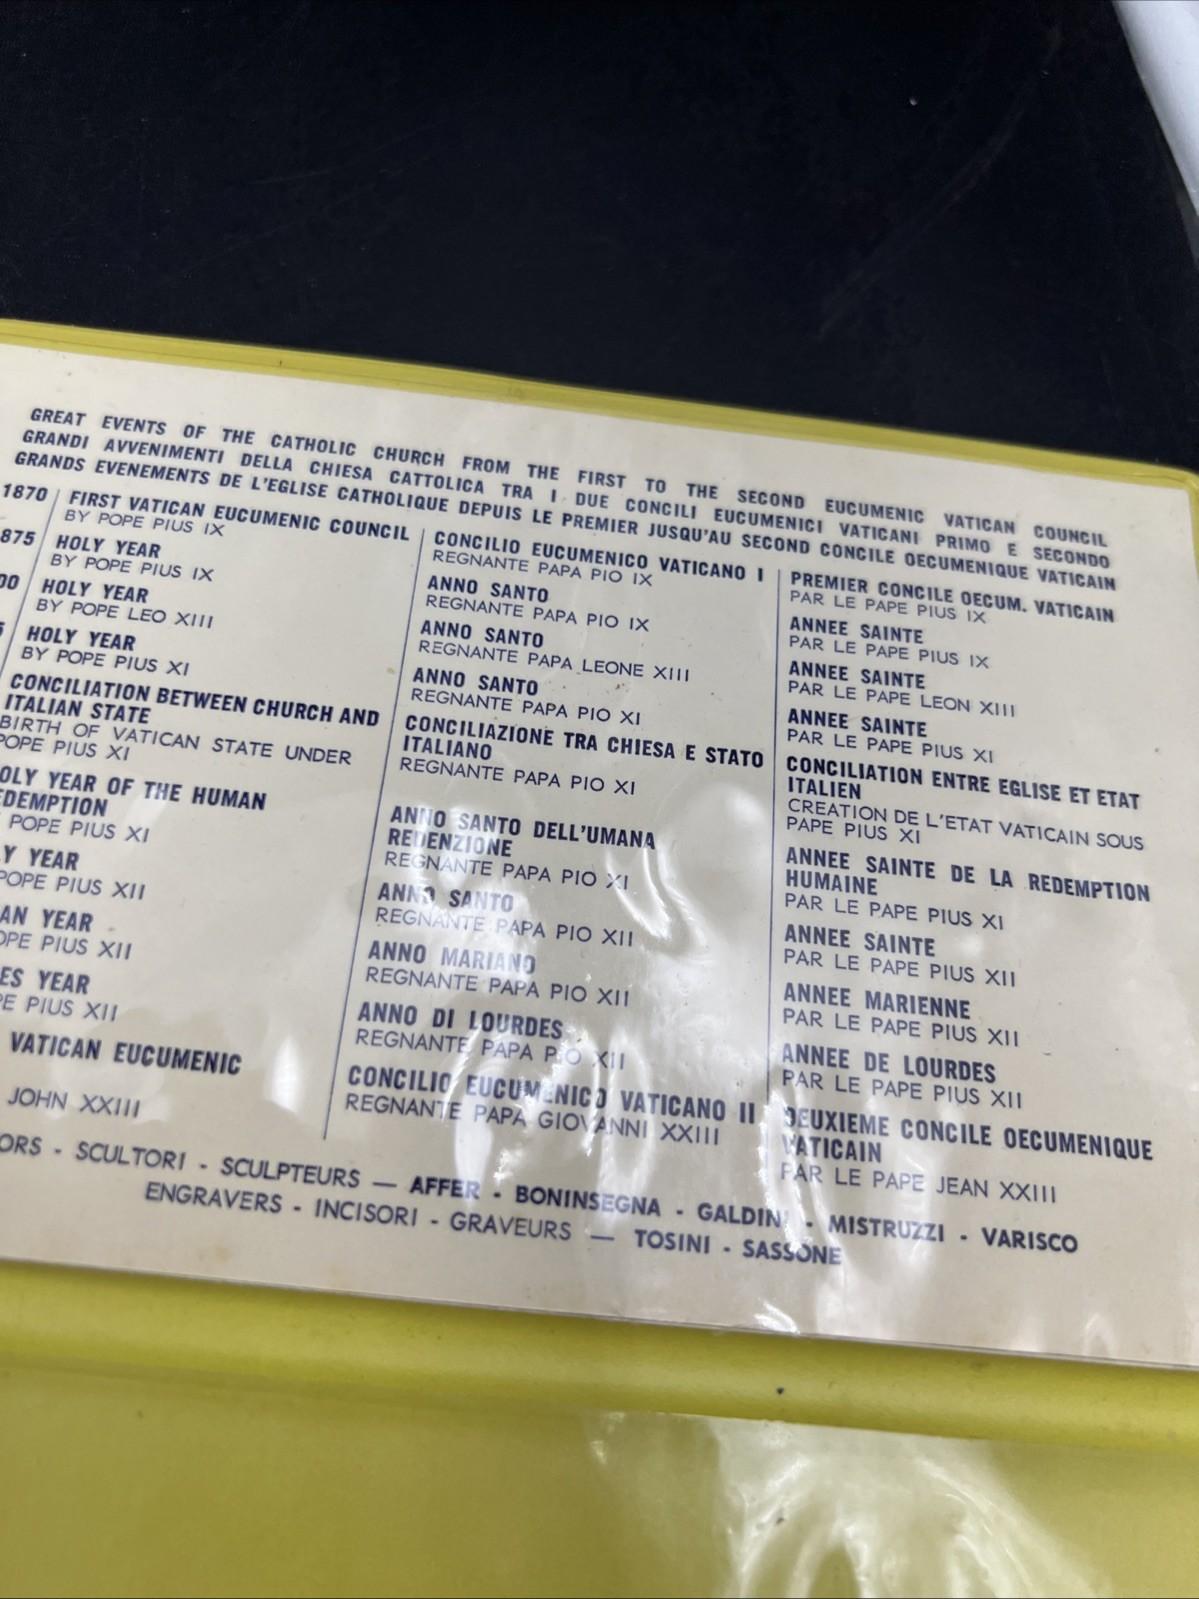 GREAT EVENTS OF THE CATHOLIC CHURCH FROM THE FIRST TO THE SECOND EUCUMENIC VATICAN COUNCIL
GRANDI AVVENIMENTI DELLA CHIESA CATTOLICA TRA I DUE CONCILI EUCUMENICI VATICANI PRIMO E SECONDO
GRANDS EVENEMENTS DE L'EGLISE CATHOLIQUE DEPUIS LE PREMIER JUSQU'AU SECOND CONCILE OECUMENIQUE VATICAIN
1870 FIRST VATICAN EUCUMENIC COUNCIL
BY POPE PIUS IX
875 HOLY YEAR
BY POPE PIUS IX
00 HOLY YEAR
BY POPE LEO XIII
5 HOLY YEAR
BY POPE PIUS XI
CONCILIATION BETWEEN CHURCH AND
ITALIAN STATE
BIRTH OF VATICAN STATE UNDER
POPE PIUS XI
OLY YEAR OF THE HUMAN
EDEMPTION
POPE PIUS XI
LY YEAR
POPE PIUS XII
AN YEAR
OPE PIUS XII
ES YEAR
PE PIUS XII
VATICAN EUCUMENIC
JOHN XXIII
CONCILIO EUCUMENICO VATICANO I
REGNANTE PAPA PIO IX
ANNO SANTO
REGNANTE PAPA PIO IX
ANNO SANTO
REGNANTE PAPA LEONE XIII
ANNO SANTO
REGNANTE PAPA PIO XI
CONCILIAZIONE TRA CHIESA E STATO
ITALIANO
REGNANTE PAPA PIO XI
ANNO SANTO DELL'UMANA
REDENZIONE
REGNANTE PAPA PIO XI
ANNO SANTO
REGNANTE PAPA PIO XII
ANNO MARIANO
REGNANTE PAPA PIO XII
ANNO DI LOURDES
REGNANTE PAPA PIO XII
CONCILIO EUCUMENICO VATICANO II
REGNANTE PAPA GIOVANNI XXIII
PREMIER CONCILE OECUM. VATICAIN
PAR LE PAPE PIUS IX
ANNEE SAINTE
PAR LE PAPE PIUS IX
ANNEE SAINTE
PAR LE PAPE LEON XIII
ANNEE SAINTE
PAR LE PAPE PIUS XI
CONCILIATION ENTRE EGLISE ET ETAT
ITALIEN
CREATION DE L'ETAT VATICAIN SOUS
PAPE PIUS XI
ANNEE SAINTE DE LA REDEMPTION
HUMAINE
PAR LE PAPE PIUS XI
ANNEE SAINTE
PAR LE PAPE PIUS XII
ANNEE MARIENNE
PAR LE PAPE PIUS XII
ANNEE DE LOURDES
PAR LE PAPE PIUS XII
DEUXIEME CONCILE OECUMENIQUE
VATICAIN
PAR LE PAPE JEAN XXIII
ORS - SCULTORI - SCULPTEURS — AFFER - BONINSEGNA - GALDINI - MISTRUZZI - VARISCO
ENGRAVERS - INCISORI - GRAVEURS — TOSINI - SASSONE